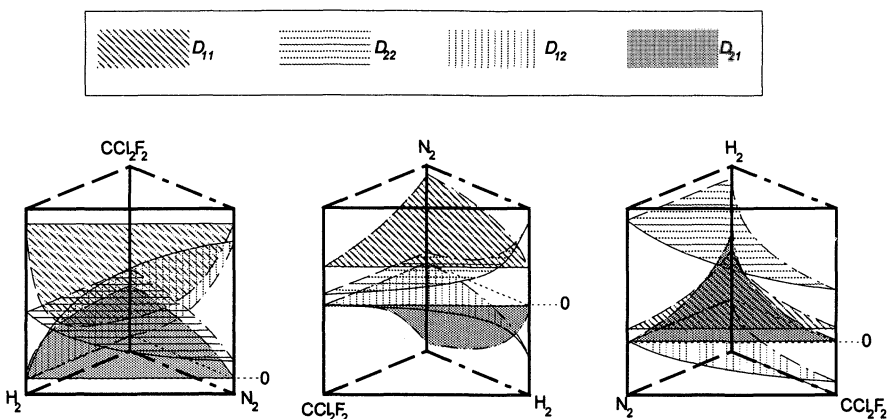 D₁₁ D₂₂ D₁₂ D₂₁
CCl₂F₂ N₂ H₂
0 0 0
H₂ N₂ CCl₂F₂ H₂ N₂ CCl₂F₂